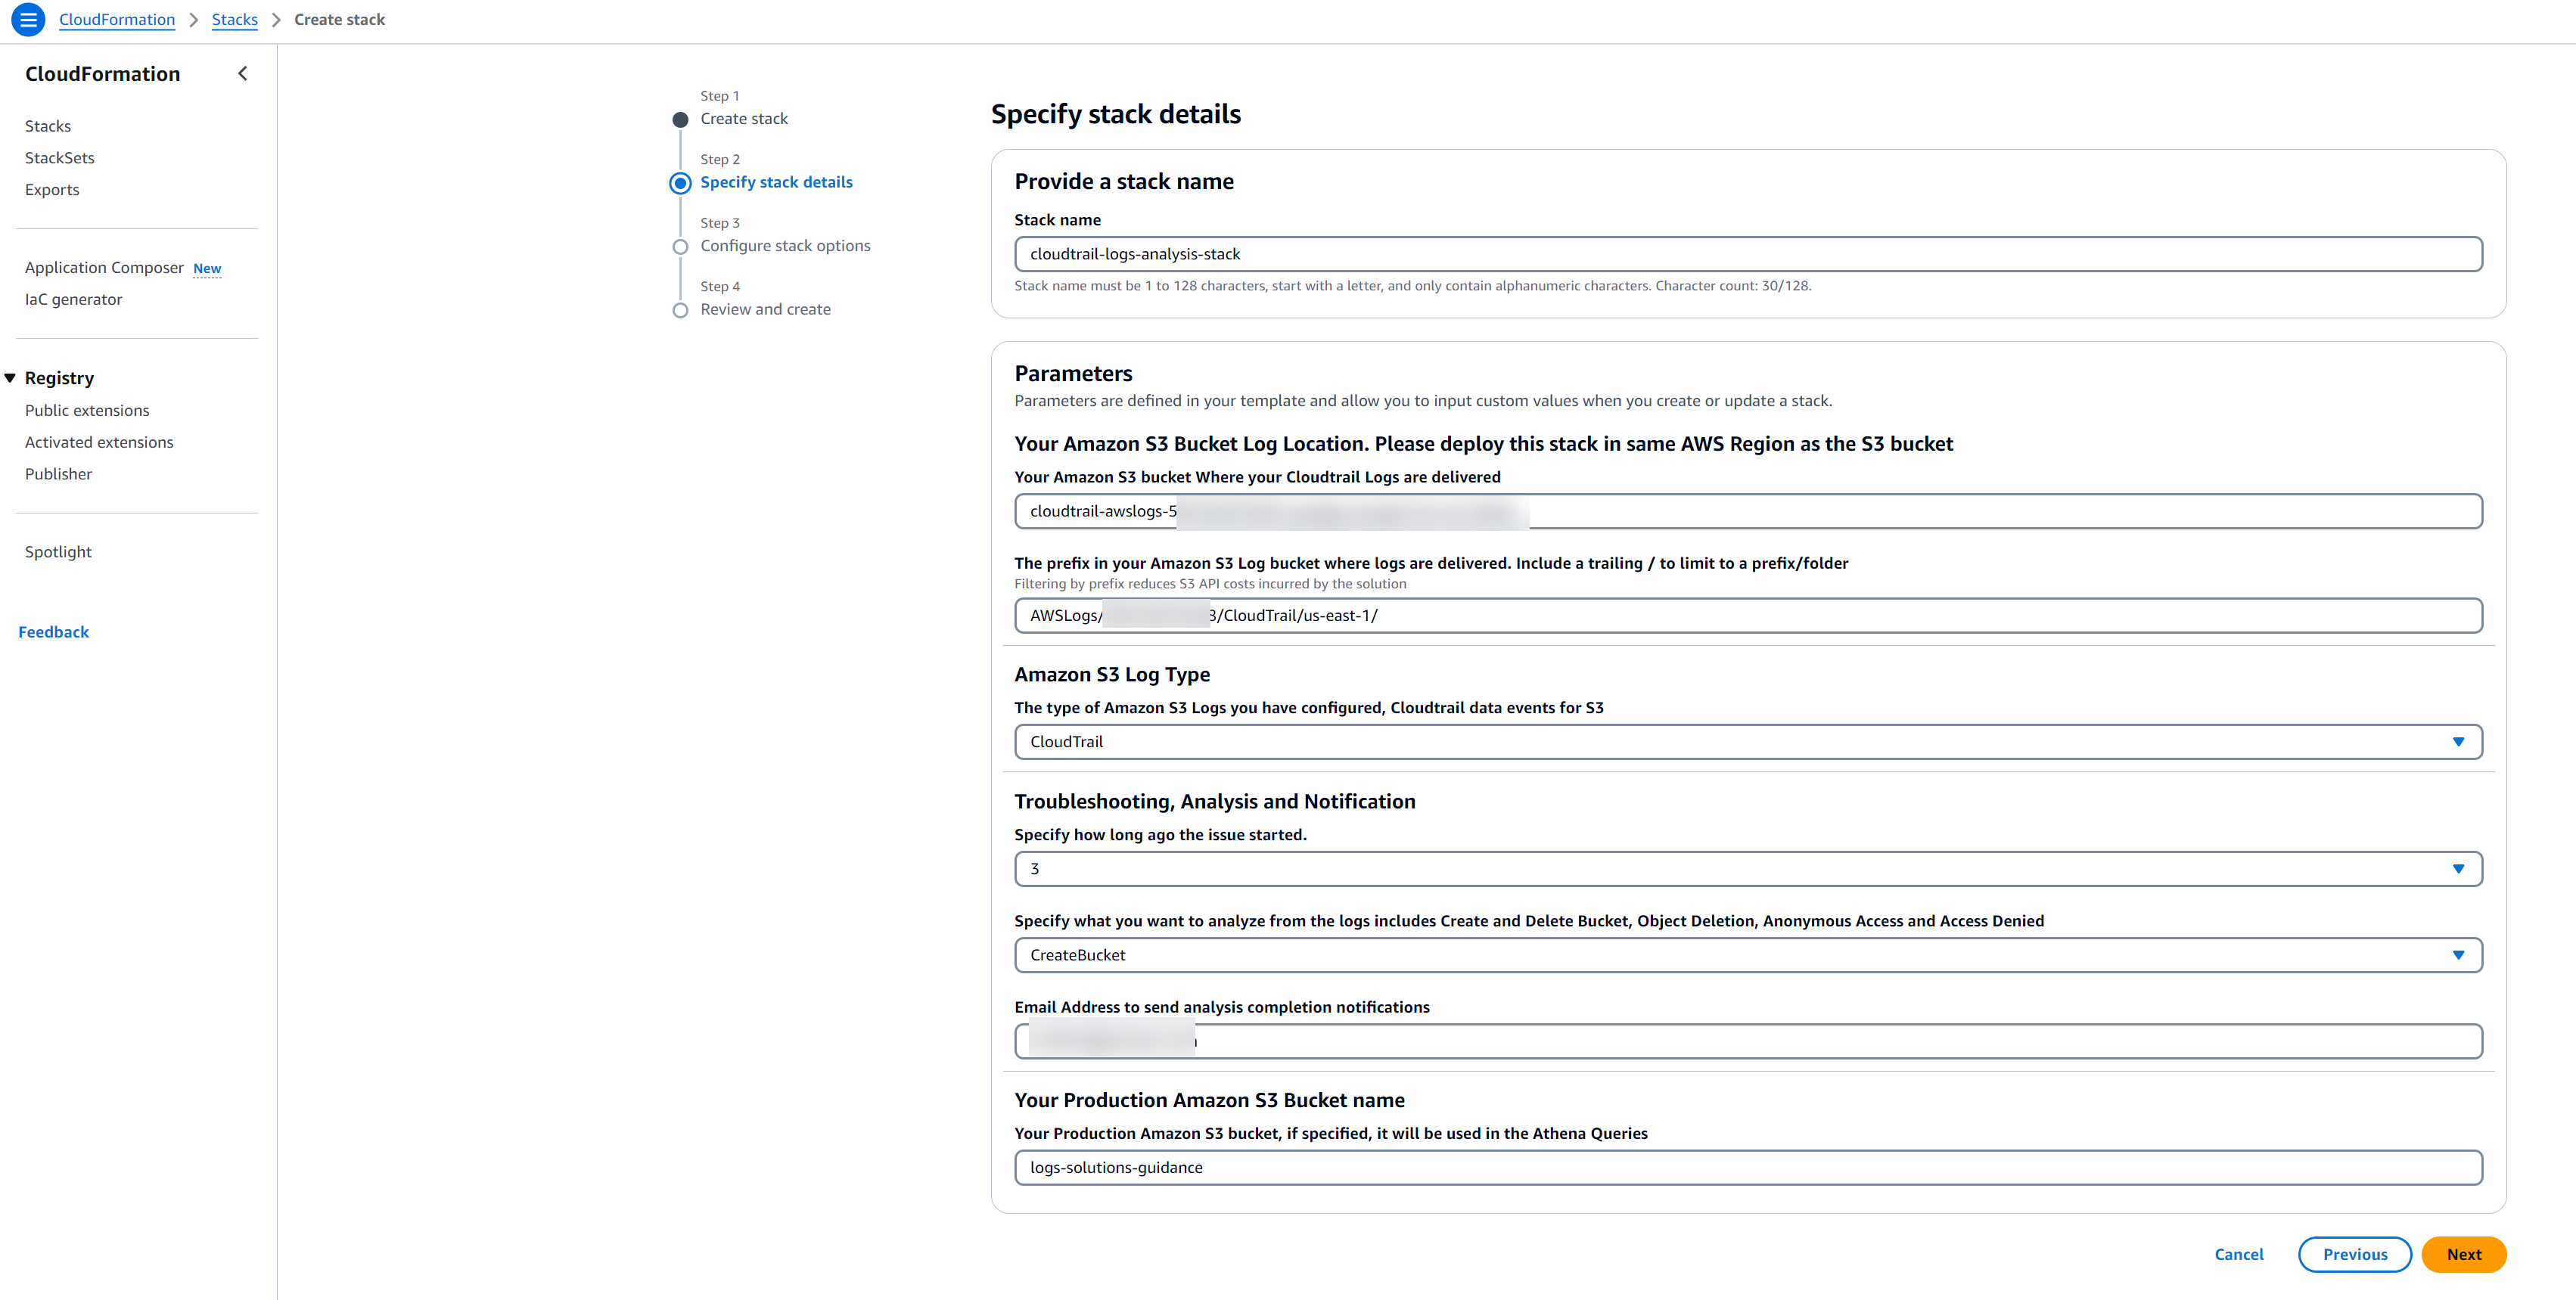 CloudFormation > Stacks > Create stack
CloudFormation
Stacks
StackSets
Exports
Application Composer New
IaC generator
Registry
Public extensions
Activated extensions
Publisher
Spotlight
Feedback
Step 1
Create stack
Step 2
Specify stack details
Step 3
Configure stack options
Step 4
Review and create
Specify stack details
Provide a stack name
Stack name
cloudtrail-logs-analysis-stack
Stack name must be 1 to 128 characters, start with a letter, and only contain alphanumeric characters. Character count: 30/128.
Parameters
Parameters are defined in your template and allow you to input custom values when you create or update a stack.
Your Amazon S3 Bucket Log Location. Please deploy this stack in same AWS Region as the S3 bucket
Your Amazon S3 bucket Where your Cloudtrail Logs are delivered
cloudtrail-awslogs-5
The prefix in your Amazon S3 Log bucket where logs are delivered. Include a trailing / to limit to a prefix/folder
Filtering by prefix reduces S3 API costs incurred by the solution
AWSLogs/ 8/CloudTrail/us-east-1/
Amazon S3 Log Type
The type of Amazon S3 Logs you have configured, Cloudtrail data events for S3
CloudTrail
Troubleshooting, Analysis and Notification
Specify how long ago the issue started.
3
Specify what you want to analyze from the logs includes Create and Delete Bucket, Object Deletion, Anonymous Access and Access Denied
CreateBucket
Email Address to send analysis completion notifications
Your Production Amazon S3 Bucket name
Your Production Amazon S3 bucket, if specified, it will be used in the Athena Queries
logs-solutions-guidance
Cancel
Previous
Next